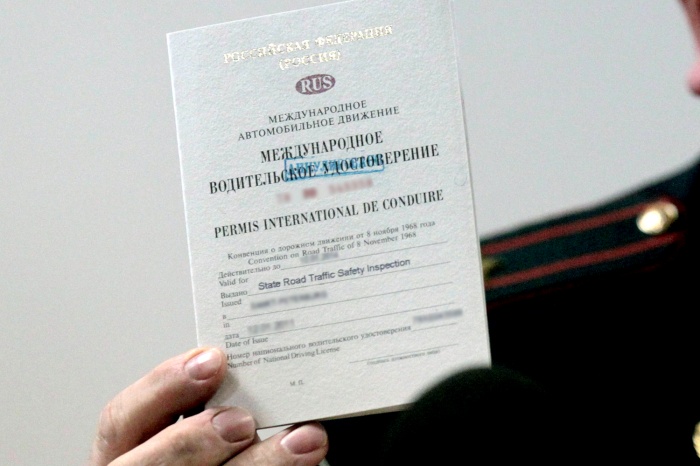 РОССИЙСКАЯ ФЕДЕРАЦИЯ
(РОССИЯ)
RUS
МЕЖДУНАРОДНОЕ
АВТОМОБИЛЬНОЕ ДВИЖЕНИЕ
МЕЖДУНАРОДНОЕ
ВОДИТЕЛЬСКОЕ УДОСТОВЕРЕНИЕ
PERMIS INTERNATIONAL DE CONDUIRE
Конвенция о дорожном движении от 8 ноября 1968 года
Convention on Road Traffic of 8 November 1968
Действительно до
Valid for
Выдано State Road Traffic Safety Inspection
Issued
в
in
дата
Date of Issue
Номер национального водительского удостоверения
Number of National Driving License
М.П.